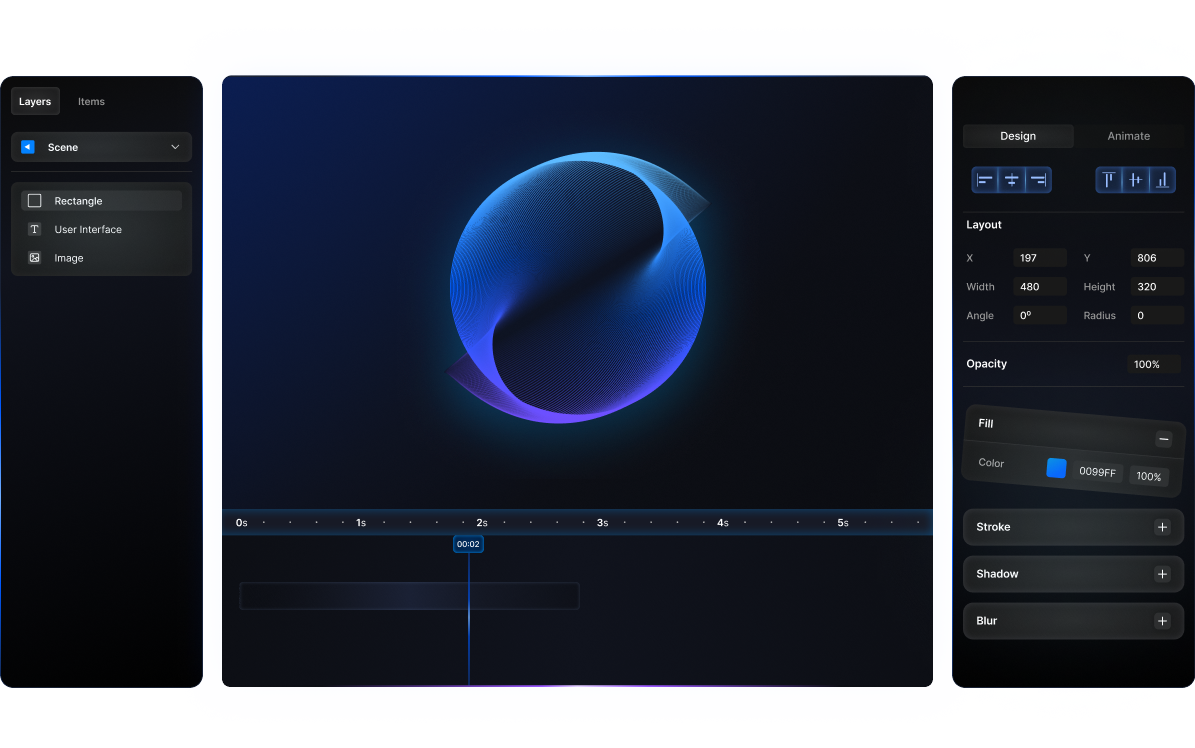 Layers Items
Scene
Rectangle
T User Interface
Image
0s 1s 2s 3s 4s 5s
00:02
Design Animate
Layout
X 197 Y 806
Width 480 Height 320
Angle 0º Radius 0
Opacity 100%
Fill
Color 0099FF 100%
Stroke
Shadow
Blur